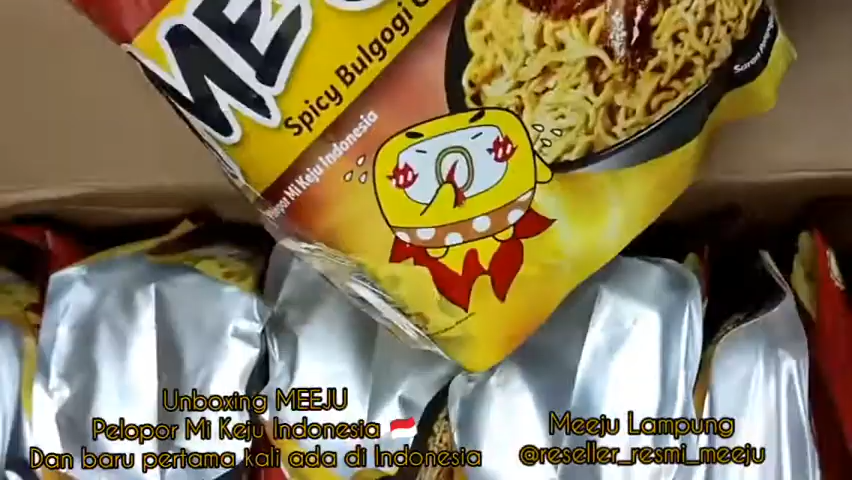 Spicy Bulgogi
Pelopor Mi Keju Indonesia
Unboxing MEEJU
Pelopor Mi Keju Indonesia 🇮🇩
Dan baru pertama kali ada di Indonesia
Meeju Lampung
@reseller_resmi_meeju